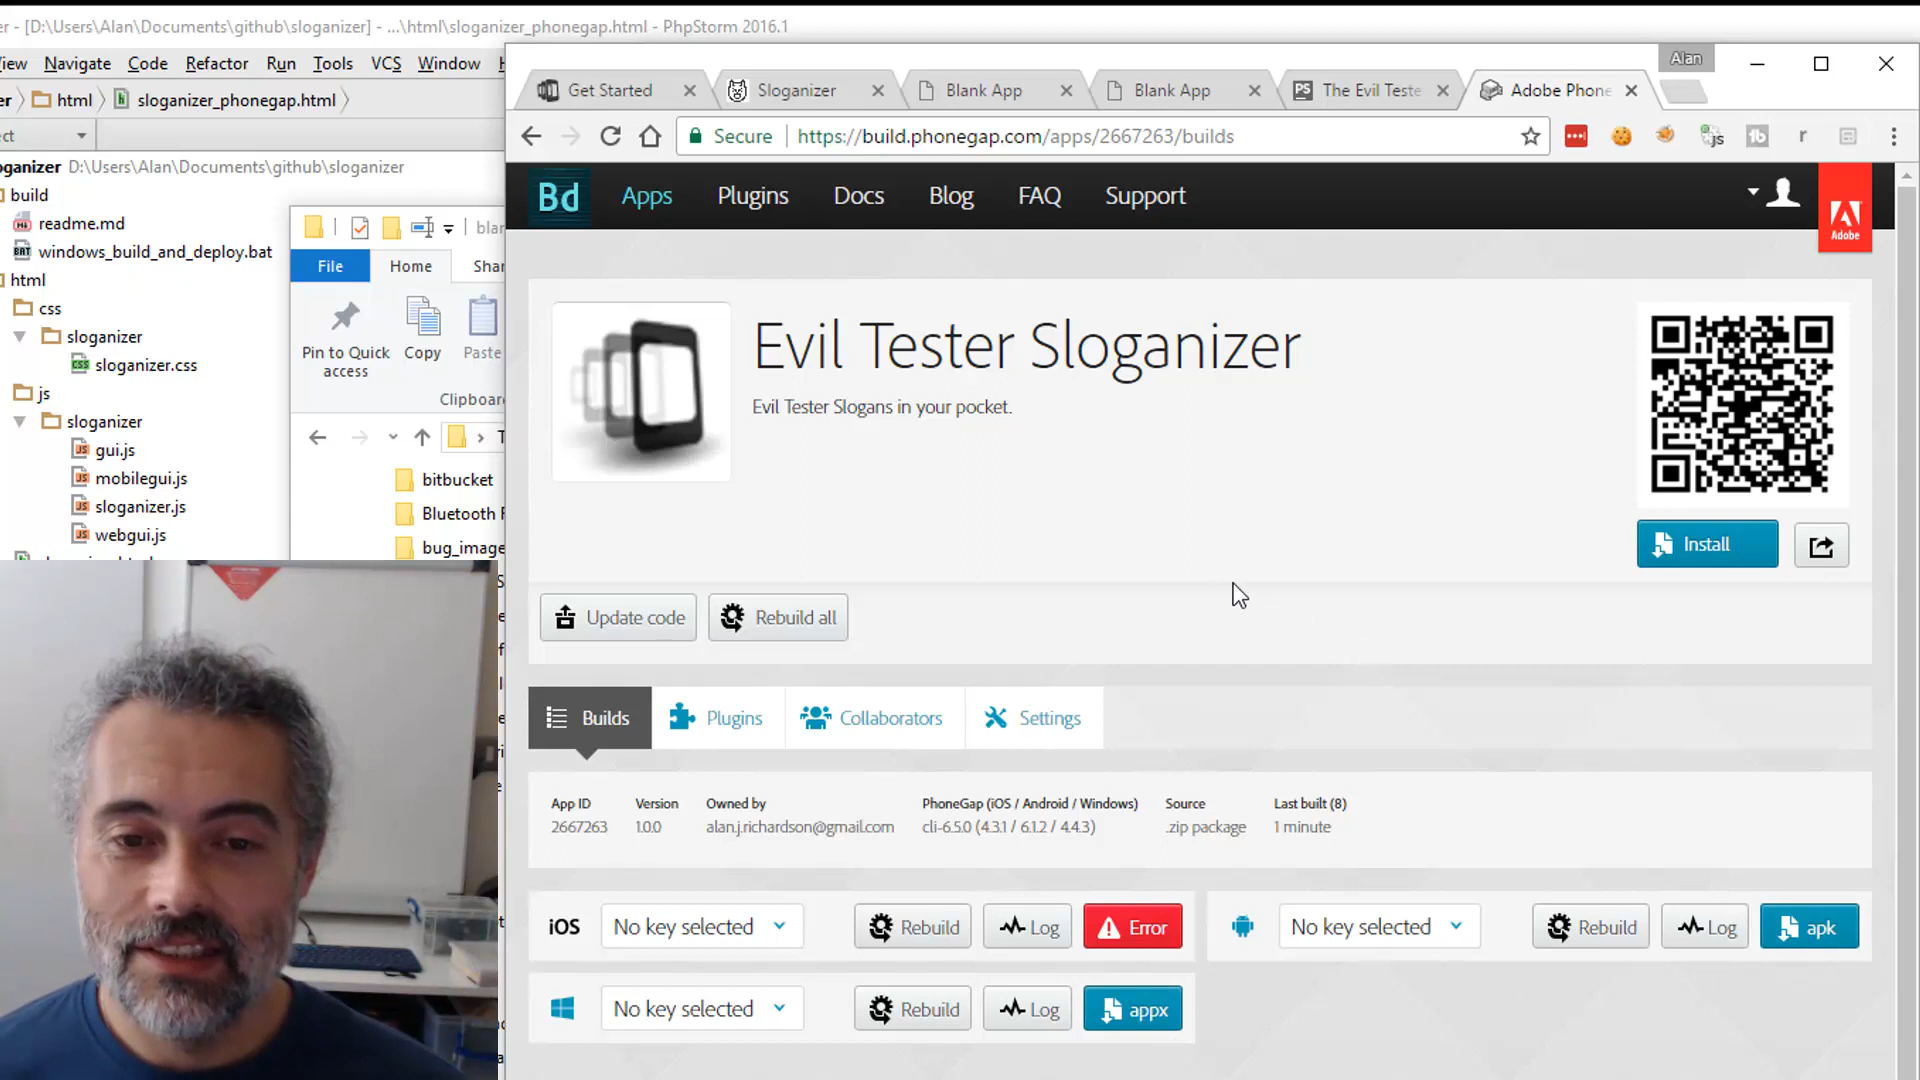 er - [D:\Users\Alan\Documents\github\sloganizer] - ...\html\sloganizer_phonegap.html - PhpStorm 2016.1
View Navigate Code Refactor Run Tools VCS Window H
er html sloganizer_phonegap.html
ect
oganizer D:\Users\Alan\Documents\github\sloganizer
build
readme.md
windows_build_and_deploy.bat
html
css
sloganizer
sloganizer.css
js
sloganizer
gui.js
mobilegui.js
sloganizer.js
webgui.js
blan
File Home Shar
Pin to Quick access
Copy
Paste
Clipboar
bitbucket
Bluetooth F
bug_image
Alan
Get Started
Sloganizer
Blank App
Blank App
The Evil Teste
Adobe Phone
Secure https://build.phonegap.com/apps/2667263/builds
Bd Apps Plugins Docs Blog FAQ Support
Adobe
Evil Tester Sloganizer
Evil Tester Slogans in your pocket.
Install
Update code Rebuild all
Builds Plugins Collaborators Settings
App ID Version Owned by PhoneGap (iOS / Android / Windows) Source Last built (8)
2667263 1.0.0 alan.j.richardson@gmail.com cli-6.5.0 (4.3.1 / 6.1.2 / 4.4.3) .zip package 1 minute
iOS No key selected Rebuild Log Error
No key selected Rebuild Log apk
No key selected Rebuild Log appx